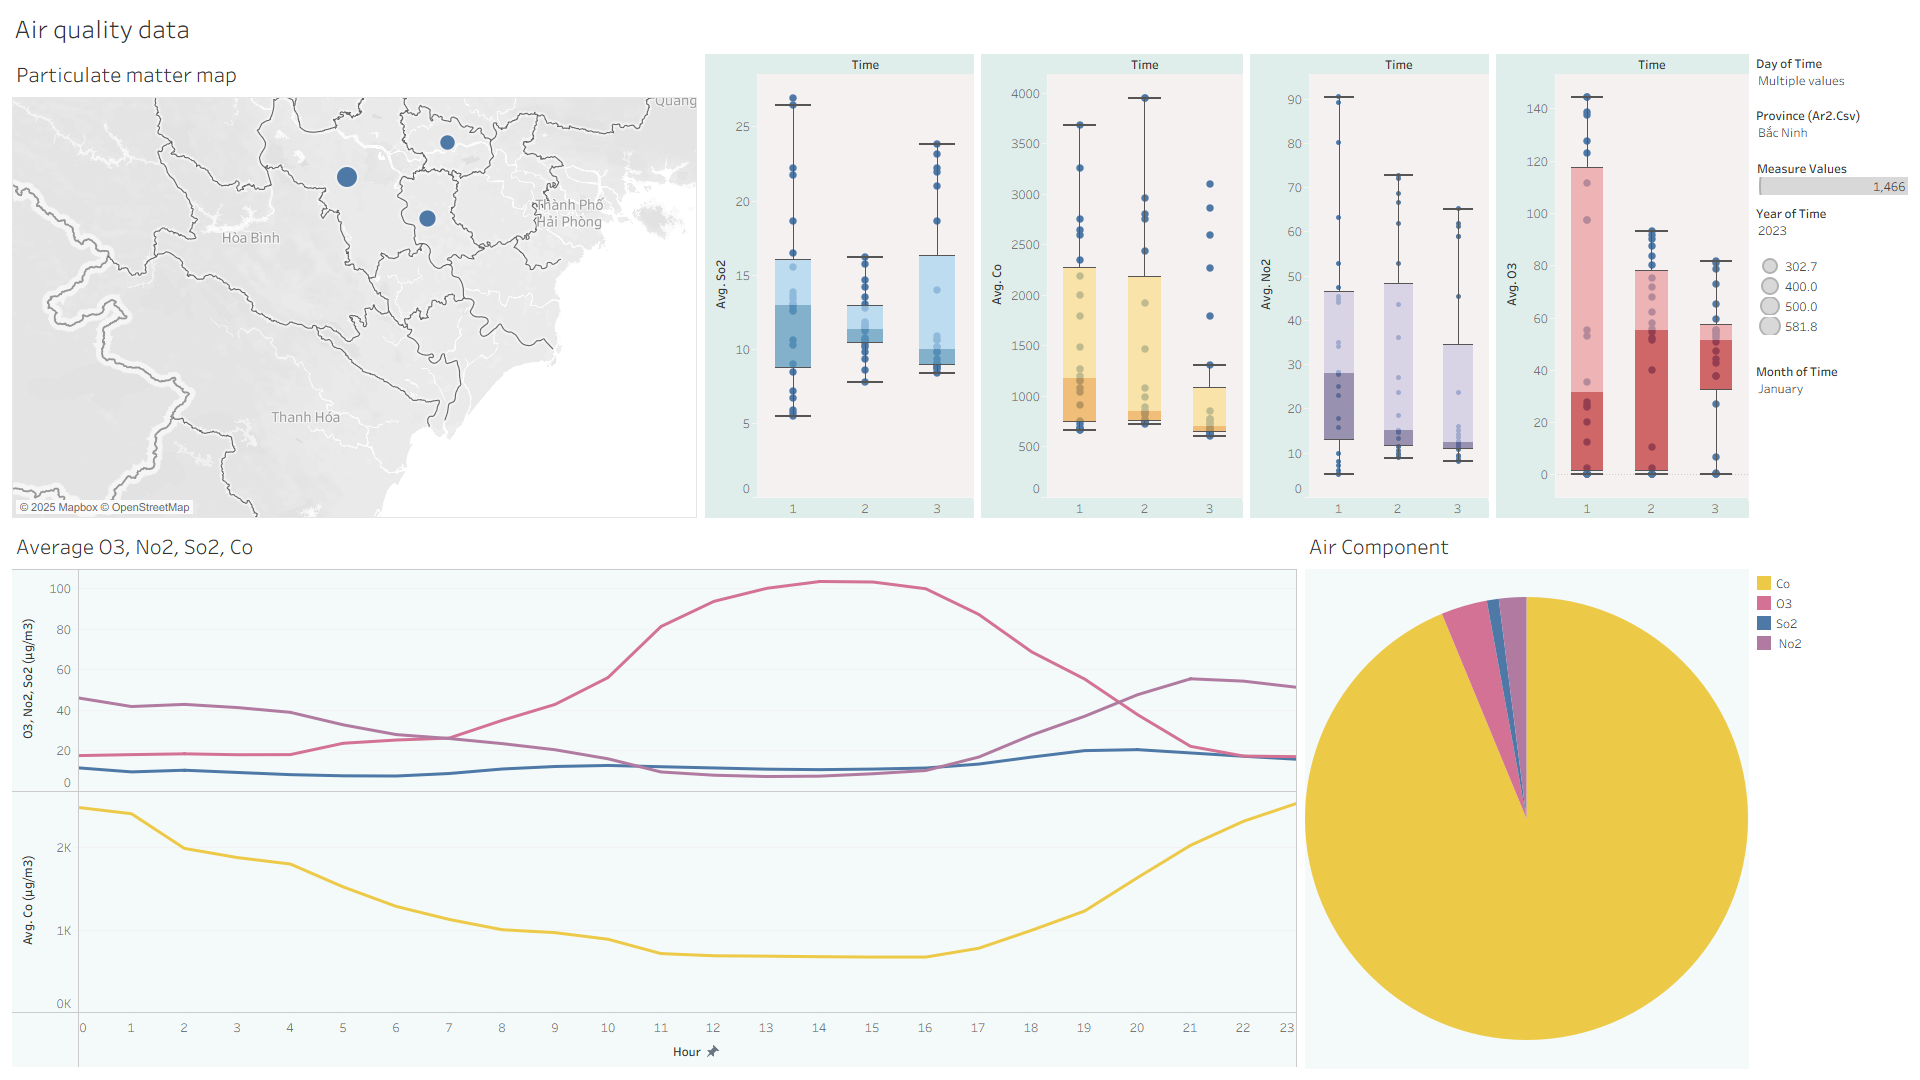 Air quality data
Particulate matter map
Quang
Thành Phố
Hải Phòng
Hòa Bình
Thanh Hóa
© 2025 Mapbox © OpenStreetMap
Time
Avg. So2
25
20
15
10
5
0
1 2 3
Time
Avg. Co
4000
3500
3000
2500
2000
1500
1000
500
0
1 2 3
Time
Avg. No2
90
80
70
60
50
40
30
20
10
0
1 2 3
Time
Avg. O3
140
120
100
80
60
40
20
0
1 2 3
Day of Time
Multiple values
Province (Ar2.Csv)
Bắc Ninh
Measure Values
1,466
Year of Time
2023
302.7
400.0
500.0
581.8
Month of Time
January
Average O3, No2, So2, Co
O3, No2, So2 (µg/m3)
100
80
60
40
20
0
Avg. Co (µg/m3)
2K
1K
0K
0 1 2 3 4 5 6 7 8 9 10 11 12 13 14 15 16 17 18 19 20 21 22 23
Hour
Air Component
Co
O3
So2
No2